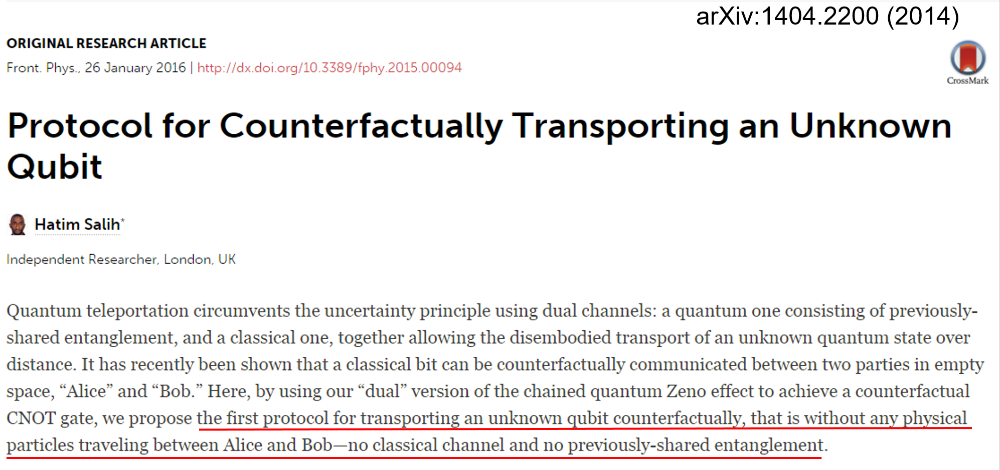 arXiv:1404.2200 (2014)
ORIGINAL RESEARCH ARTICLE
Front. Phys., 26 January 2016 | http://dx.doi.org/10.3389/fphy.2015.00094
CrossMark
Protocol for Counterfactually Transporting an Unknown
Qubit
Hatim Salih*
Independent Researcher, London, UK
Quantum teleportation circumvents the uncertainty principle using dual channels: a quantum one consisting of previously-
shared entanglement, and a classical one, together allowing the disembodied transport of an unknown quantum state over
distance. It has recently been shown that a classical bit can be counterfactually communicated between two parties in empty
space, “Alice” and “Bob.” Here, by using our “dual” version of the chained quantum Zeno effect to achieve a counterfactual
CNOT gate, we propose the first protocol for transporting an unknown qubit counterfactually, that is without any physical
particles traveling between Alice and Bob—no classical channel and no previously-shared entanglement.